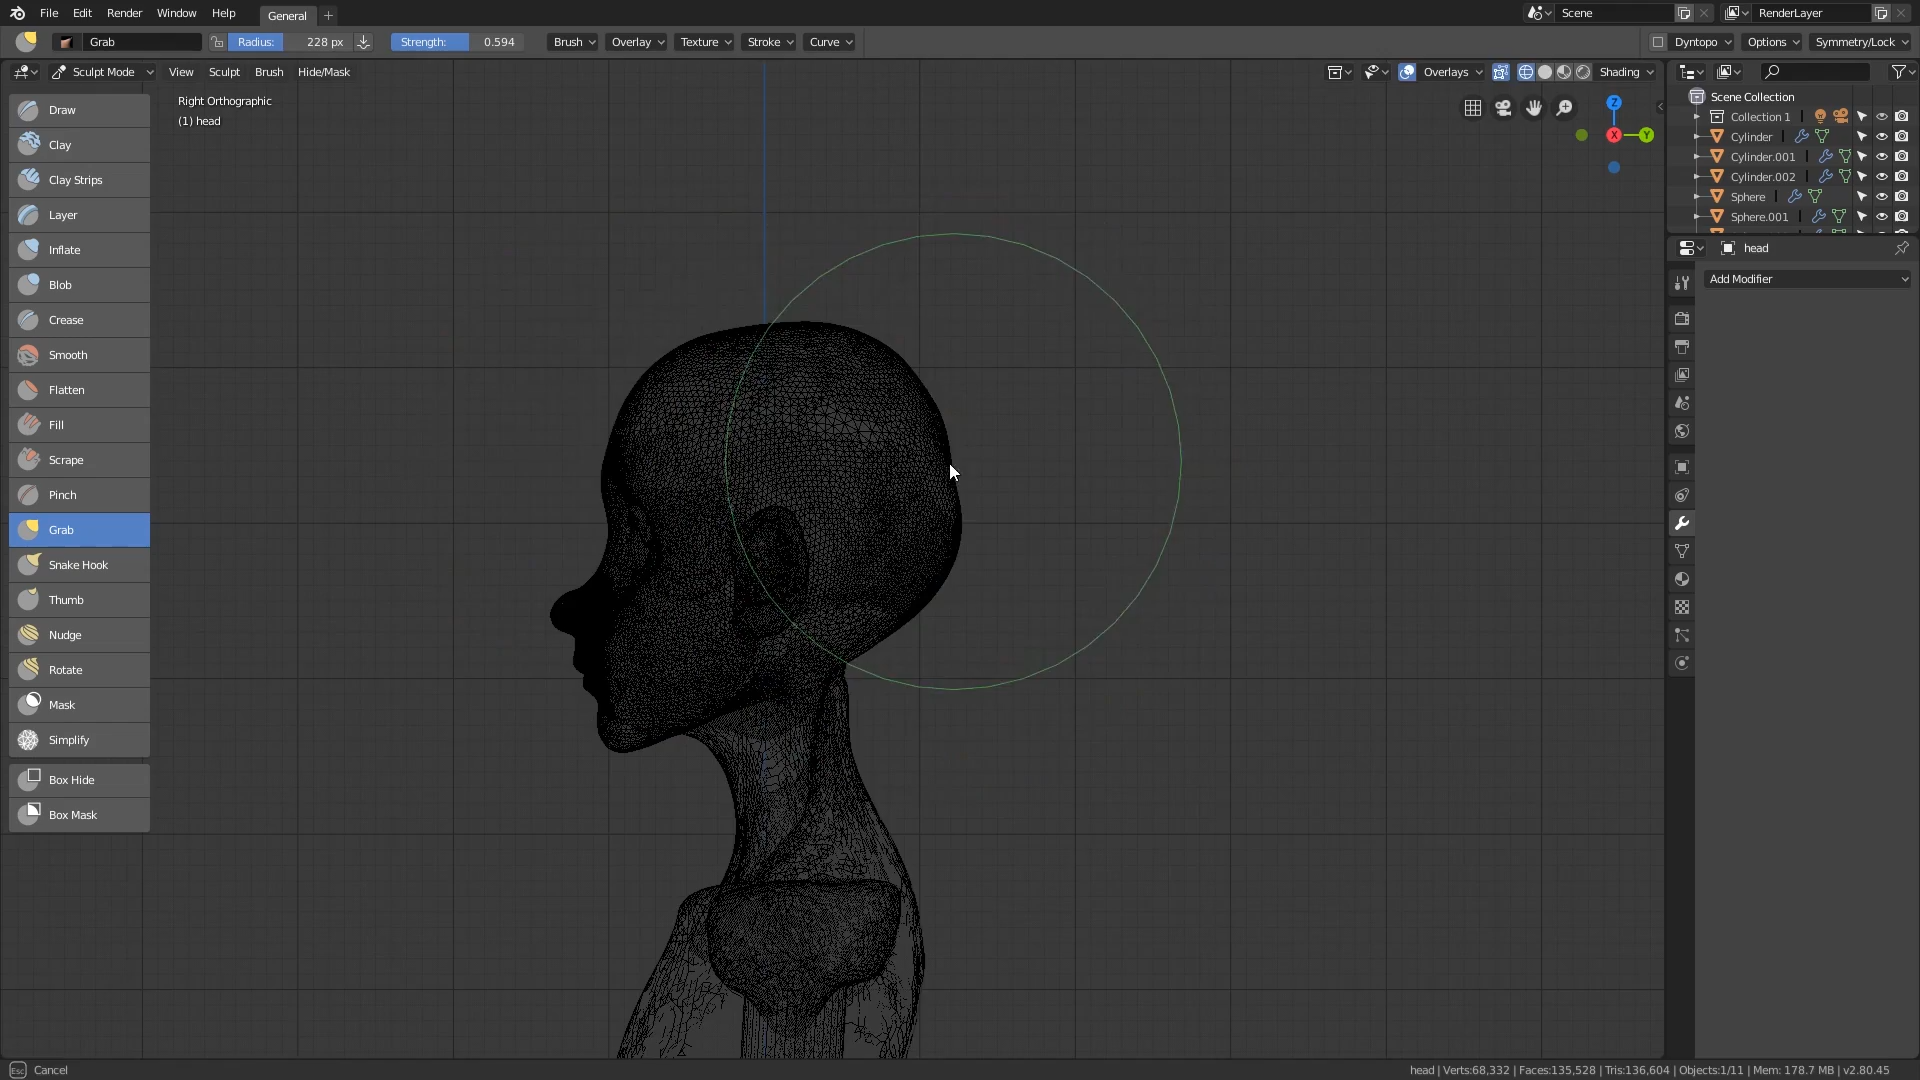 File Edit Render Window Help General + Scene RenderLayer
Grab Radius: 228 px Strength: 0.594 Brush Overlay Texture Stroke Curve Dyntopo Options Symmetry/Lock
Sculpt Mode View Sculpt Brush Hide/Mask Overlays Shading
Right Orthographic
(1) head
Draw
Clay
Clay Strips
Layer
Inflate
Blob
Crease
Smooth
Flatten
Fill
Scrape
Pinch
Grab
Snake Hook
Thumb
Nudge
Rotate
Mask
Simplify
Box Hide
Box Mask
Z
X
Y
Scene Collection
Collection 1
Cylinder
Cylinder.001
Cylinder.002
Sphere
Sphere.001
head
Add Modifier
Esc Cancel
head | Verts:68,332 | Faces:135,528 | Tris:136,604 | Objects:1/11 | Mem: 178.7 MB | v2.80.45